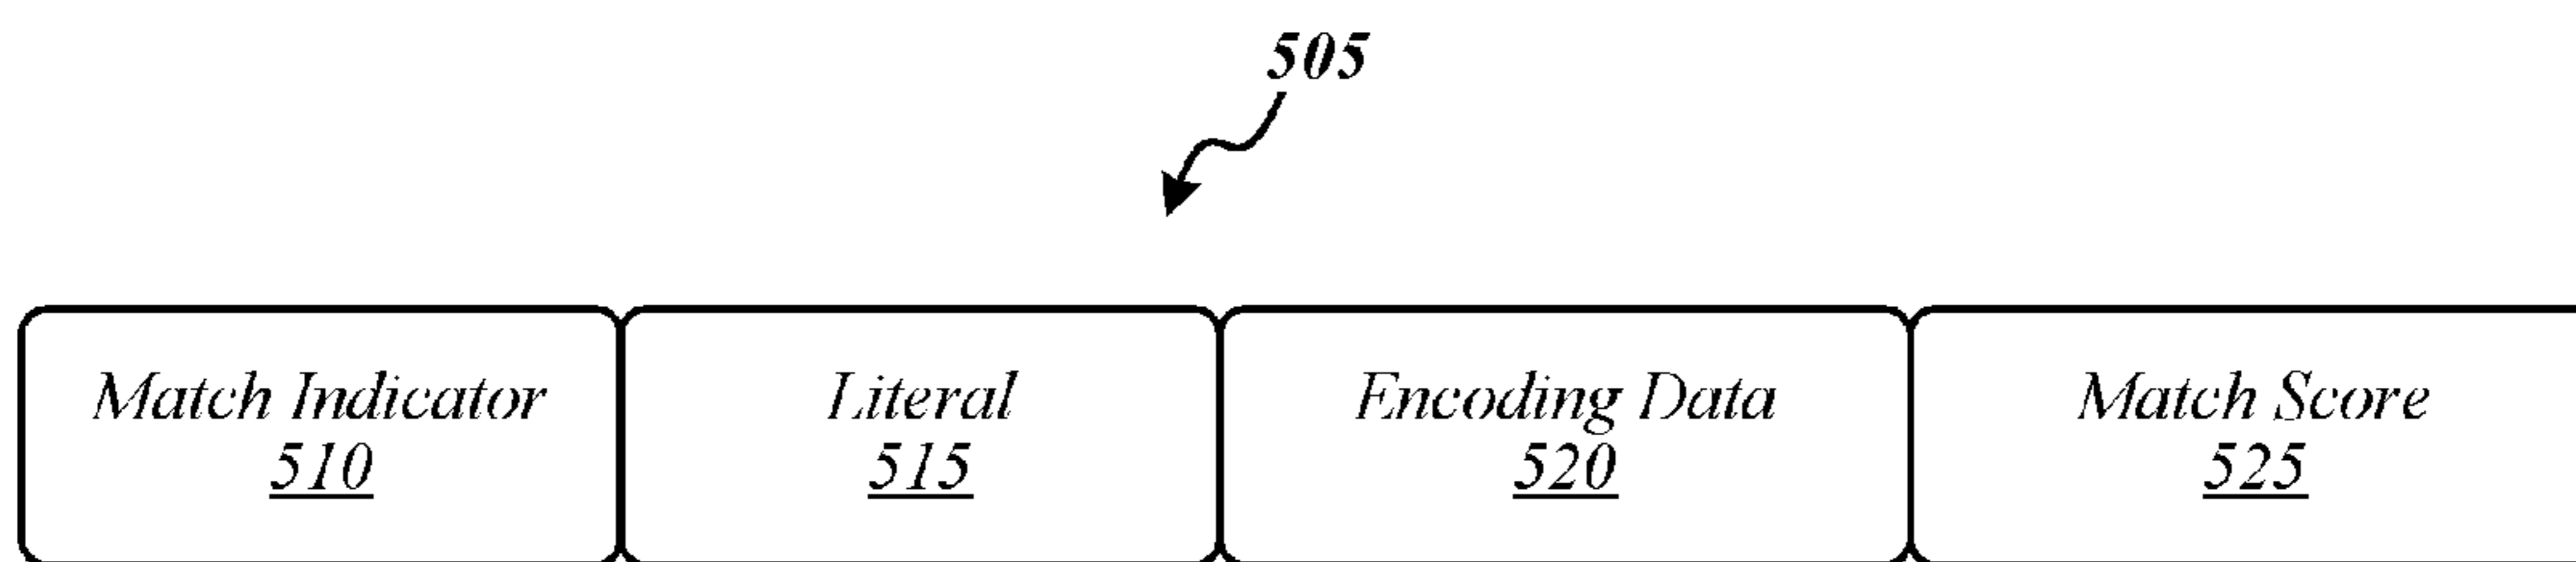 505
Match Indicator
510
Literal
515
Encoding Data
520
Match Score
525